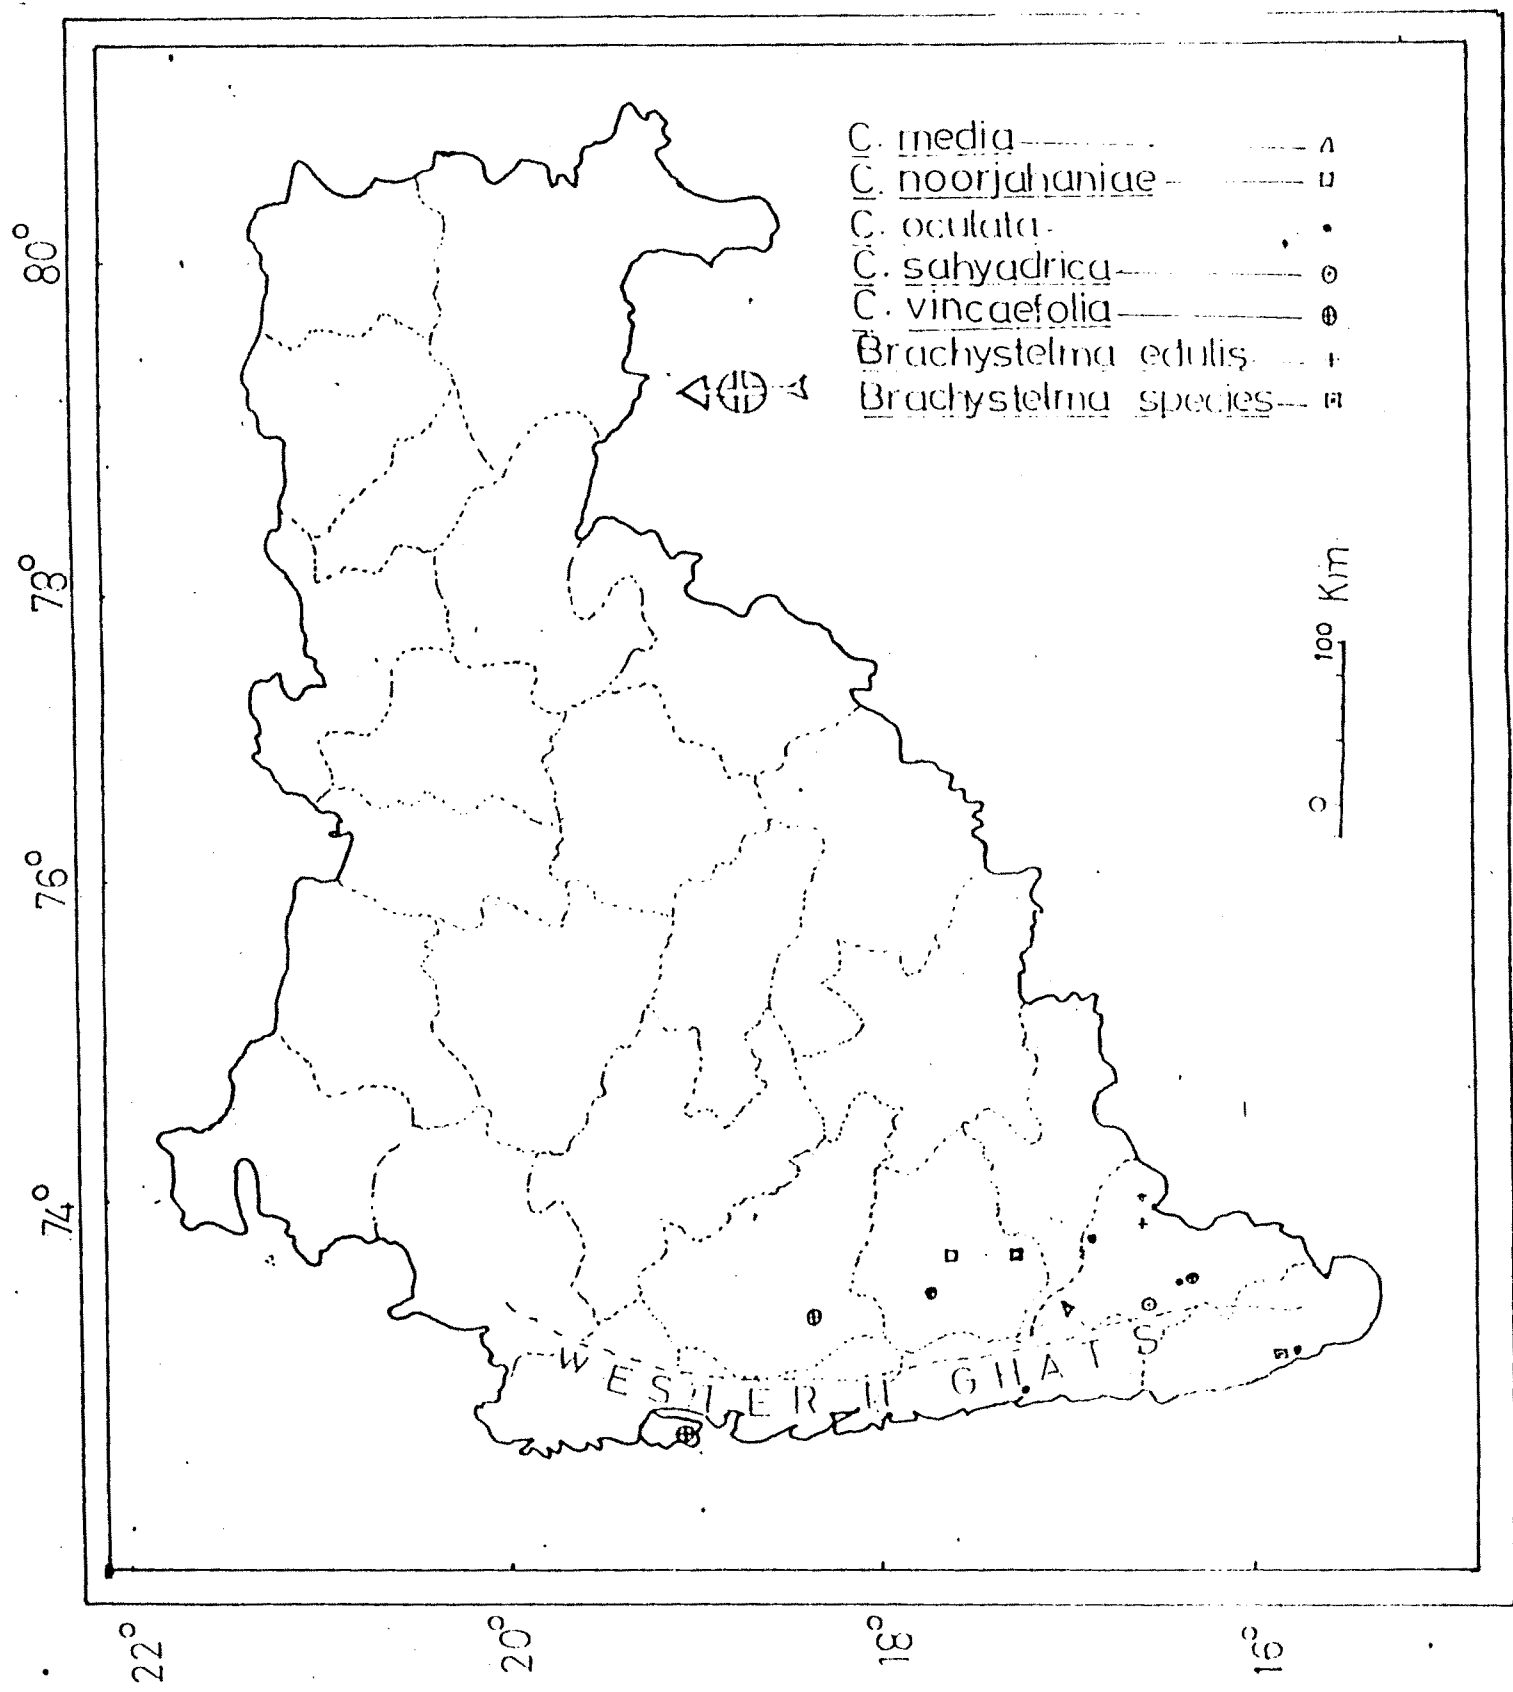 C. media
C. noorjahaniae
C. oculata
C. sahyadrica
C. vincaefolia
Brachystelma edulis
Brachystelma species
80°
78°
76°
74°
100 Km
0
WESTERN GHATS
22°
20°
18°
16°